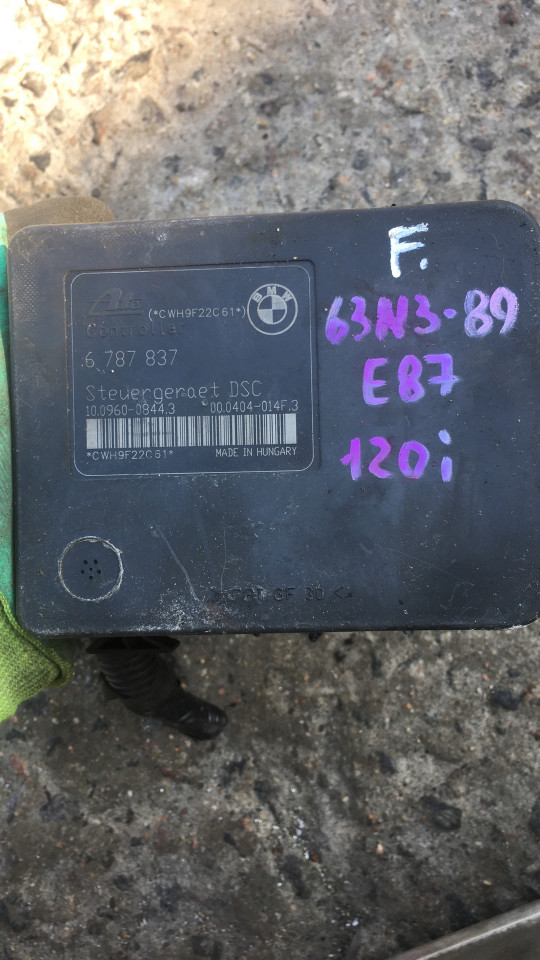 F.
63N3-89
E87
120i
Ate
(*CWH9F22C61*)
BMW
Controller
6 787 837
Steuergeraet DSC
10.0960-0844.3 00.0404-014F.3
*CWH9F22C61*
MADE IN HUNGARY